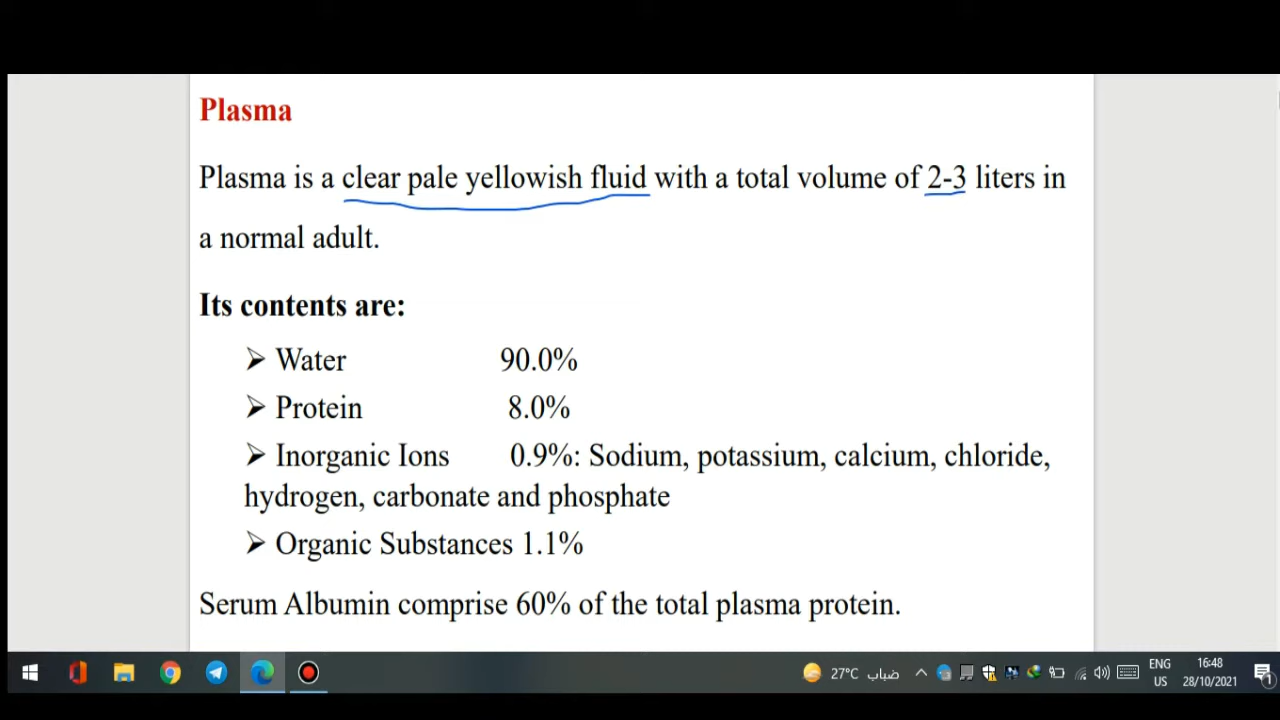 Plasma
Plasma is a clear pale yellowish fluid with a total volume of 2-3 liters in
a normal adult.
Its contents are:
➢ Water 90.0%
➢ Protein 8.0%
➢ Inorganic Ions 0.9%: Sodium, potassium, calcium, chloride,
hydrogen, carbonate and phosphate
➢ Organic Substances 1.1%
Serum Albumin comprise 60% of the total plasma protein.
27°C ضباب
ENG
US
16:48
28/10/2021
1